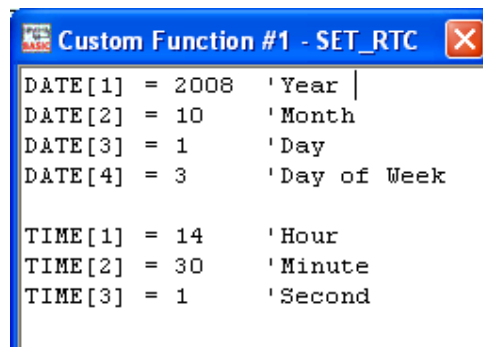 BASIC
Custom Function #1 - SET_RTC
DATE[1] = 2008 'Year
DATE[2] = 10 'Month
DATE[3] = 1 'Day
DATE[4] = 3 'Day of Week
TIME[1] = 14 'Hour
TIME[2] = 30 'Minute
TIME[3] = 1 'Second